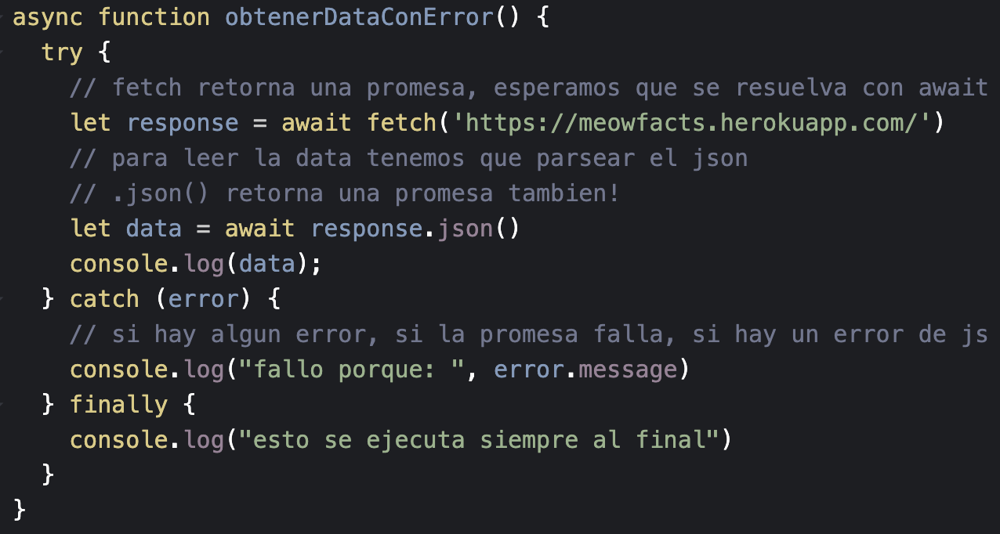 async function obtenerDataConError() {
  try {
    // fetch retorna una promesa, esperamos que se resuelva con await
    let response = await fetch('https://meowfacts.herokuapp.com/')
    // para leer la data tenemos que parsear el json
    // .json() retorna una promesa tambien!
    let data = await response.json()
    console.log(data);
  } catch (error) {
    // si hay algun error, si la promesa falla, si hay un error de js
    console.log("fallo porque: ", error.message)
  } finally {
    console.log("esto se ejecuta siempre al final")
  }
}